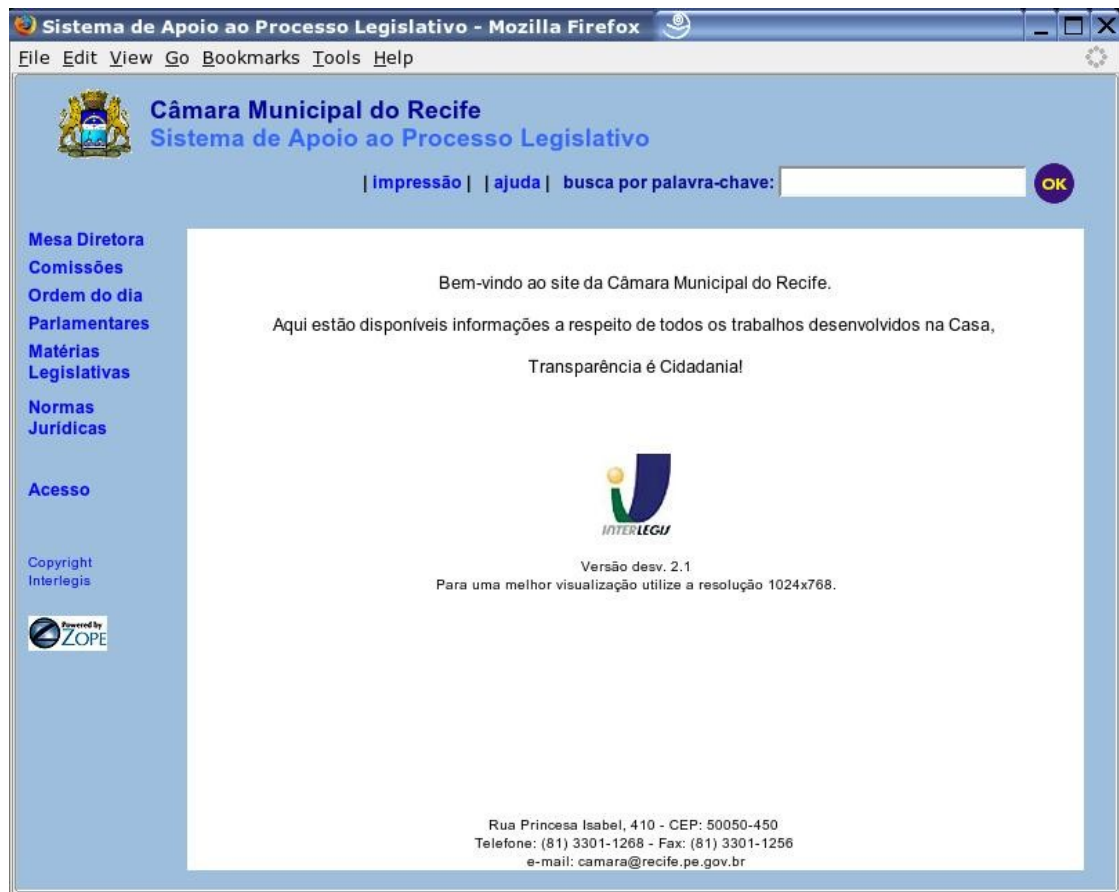 Sistema de Apoio ao Processo Legislativo - Mozilla Firefox
File Edit View Go Bookmarks Tools Help
Câmara Municipal do Recife
Sistema de Apoio ao Processo Legislativo
| impressão | | ajuda | busca por palavra-chave: OK
Mesa Diretora
Comissões
Ordem do dia
Parlamentares
Matérias
Legislativas
Normas
Jurídicas
Acesso
Copyright
Interlegis
Powered by
ZOPE
Bem-vindo ao site da Câmara Municipal do Recife.
Aqui estão disponíveis informações a respeito de todos os trabalhos desenvolvidos na Casa,
Transparência é Cidadania!
INTERLEGIS
Versão desv. 2.1
Para uma melhor visualização utilize a resolução 1024x768.
Rua Princesa Isabel, 410 - CEP: 50050-450
Telefone: (81) 3301-1268 - Fax: (81) 3301-1256
e-mail: camara@recife.pe.gov.br